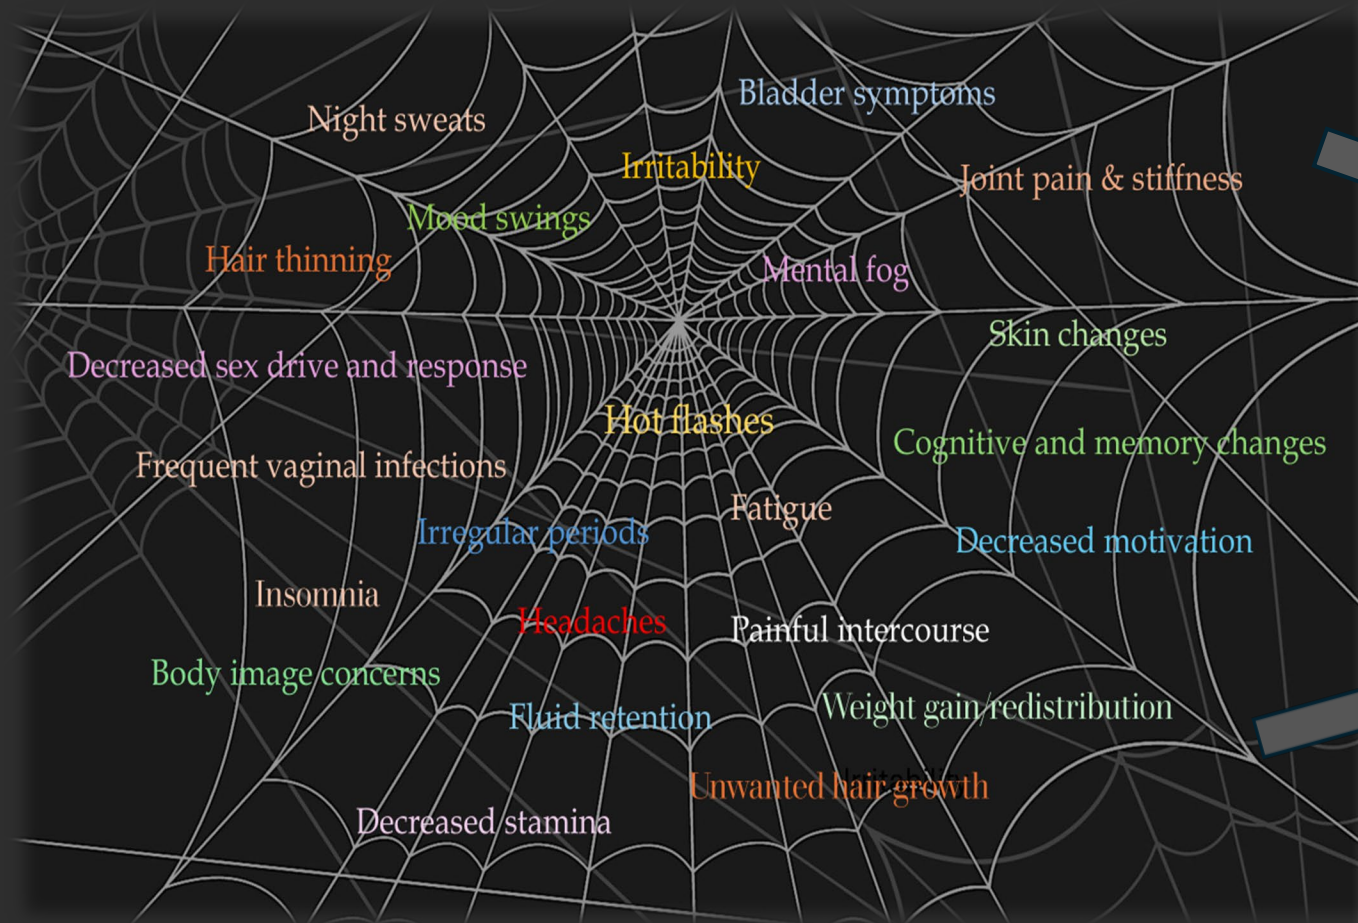 Bladder symptoms
Night sweats
Irritability
Joint pain & stiffness
Mood swings
Hair thinning
Mental fog
Skin changes
Decreased sex drive and response
Hot flashes
Cognitive and memory changes
Frequent vaginal infections
Fatigue
Irregular periods
Decreased motivation
Insomnia
Headaches
Painful intercourse
Body image concerns
Weight gain/redistribution
Fluid retention
Irritability
Unwanted hair growth
Decreased stamina